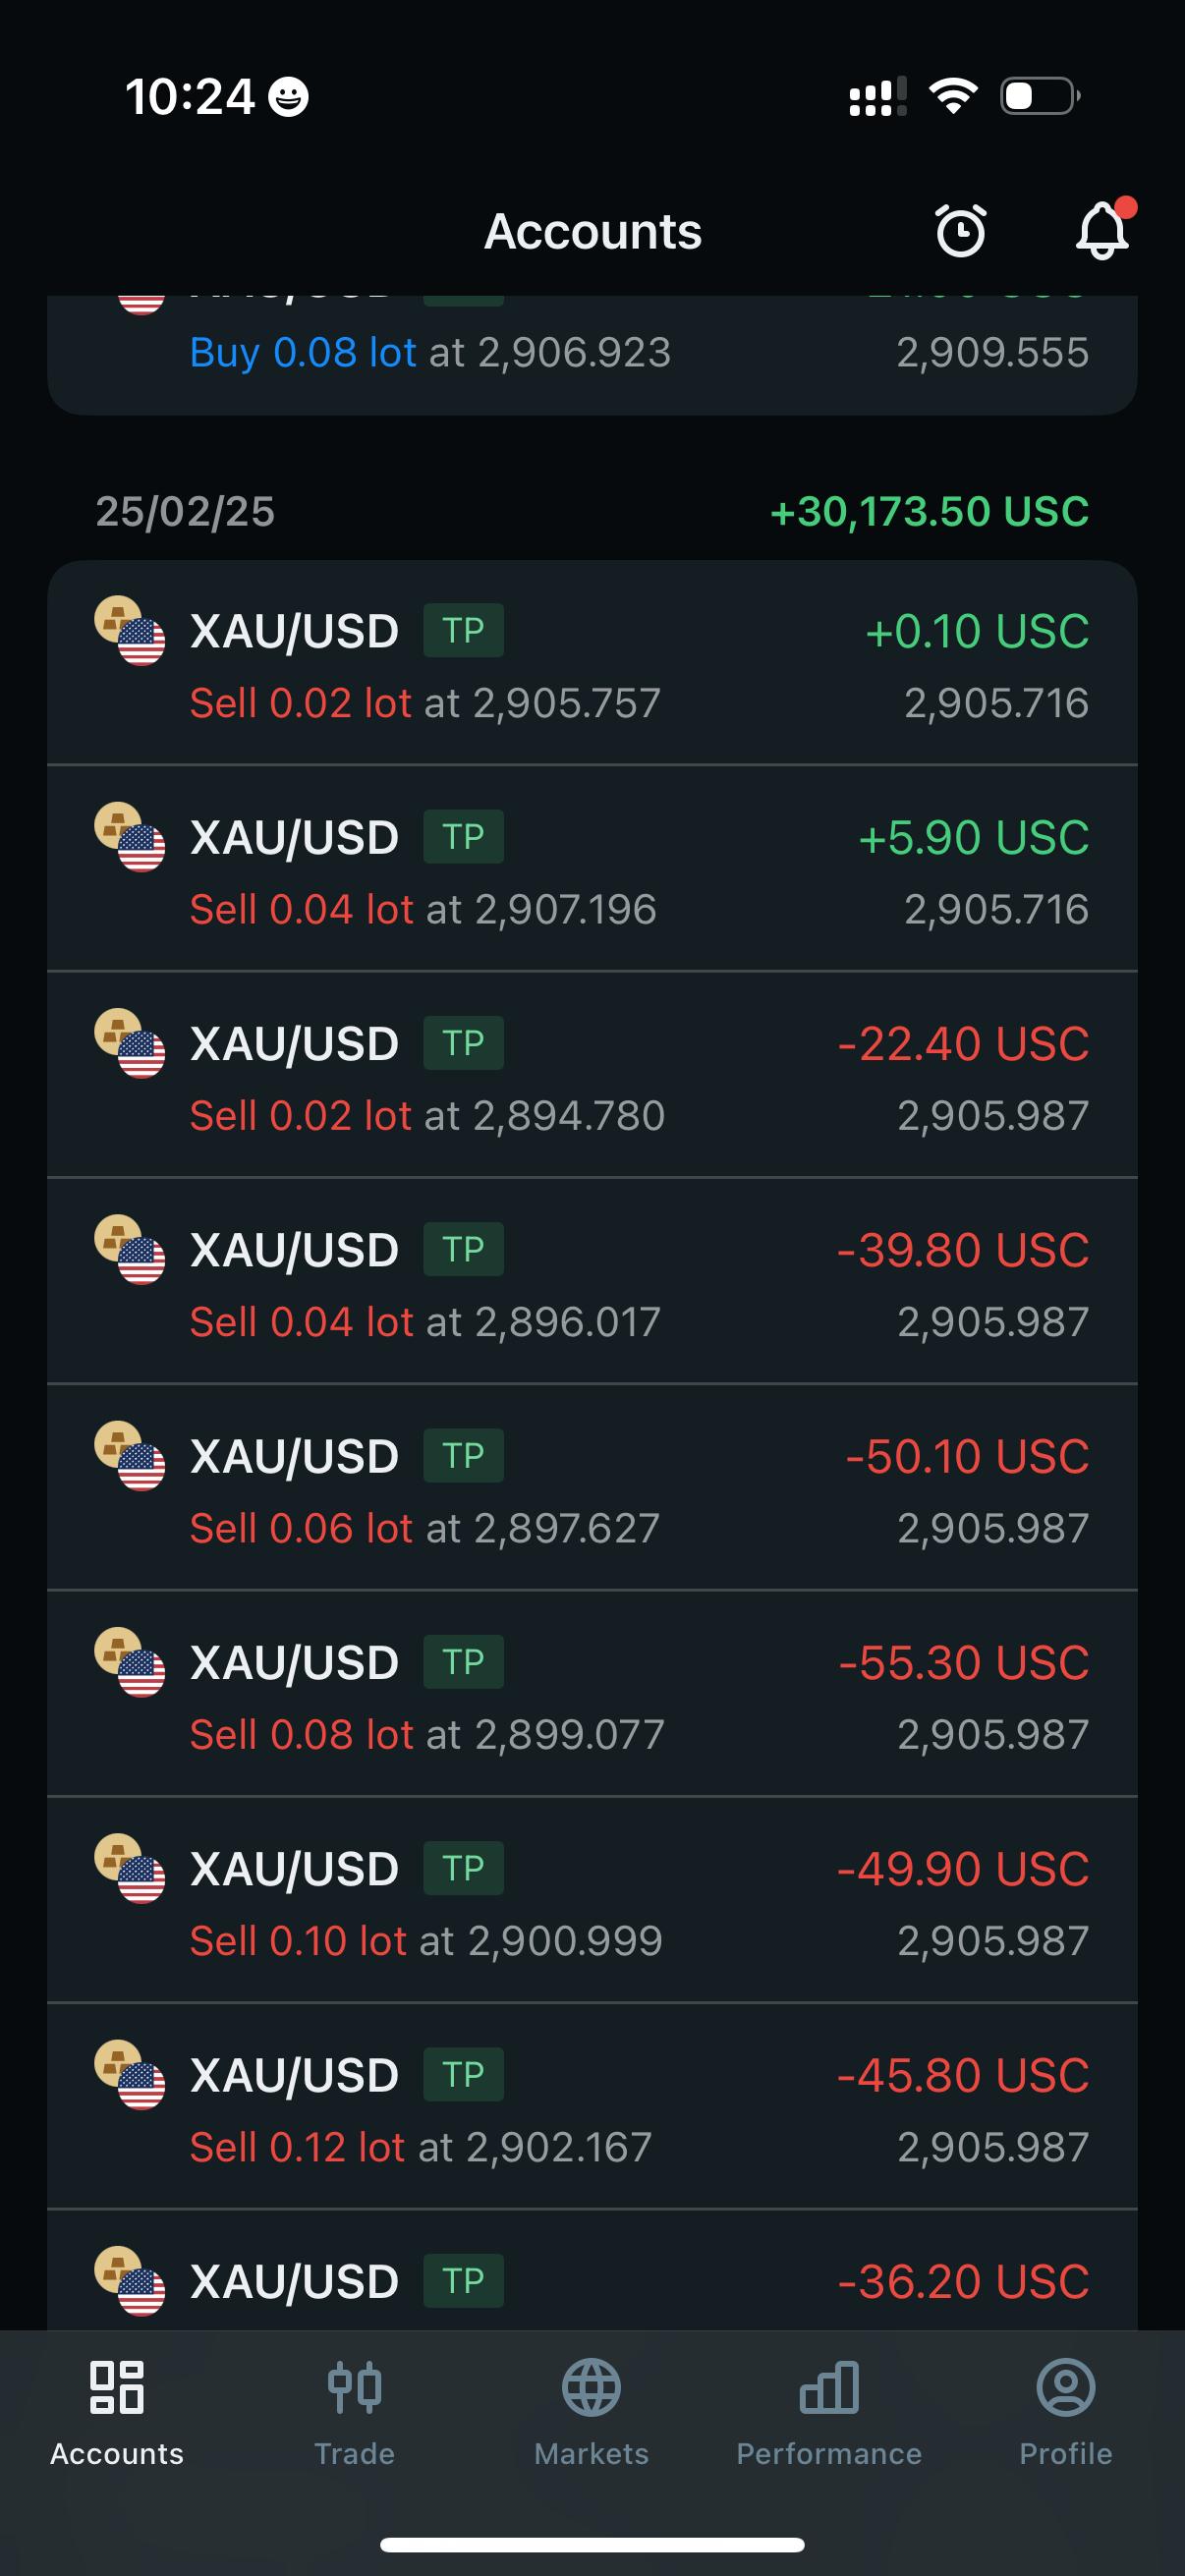 10:24
Accounts
Buy 0.08 lot at 2,906.923 2,909.555
25/02/25 +30,173.50 USC
XAU/USD TP +0.10 USC
Sell 0.02 lot at 2,905.757 2,905.716
XAU/USD TP +5.90 USC
Sell 0.04 lot at 2,907.196 2,905.716
XAU/USD TP -22.40 USC
Sell 0.02 lot at 2,894.780 2,905.987
XAU/USD TP -39.80 USC
Sell 0.04 lot at 2,896.017 2,905.987
XAU/USD TP -50.10 USC
Sell 0.06 lot at 2,897.627 2,905.987
XAU/USD TP -55.30 USC
Sell 0.08 lot at 2,899.077 2,905.987
XAU/USD TP -49.90 USC
Sell 0.10 lot at 2,900.999 2,905.987
XAU/USD TP -45.80 USC
Sell 0.12 lot at 2,902.167 2,905.987
XAU/USD TP -36.20 USC
Accounts Trade Markets Performance Profile